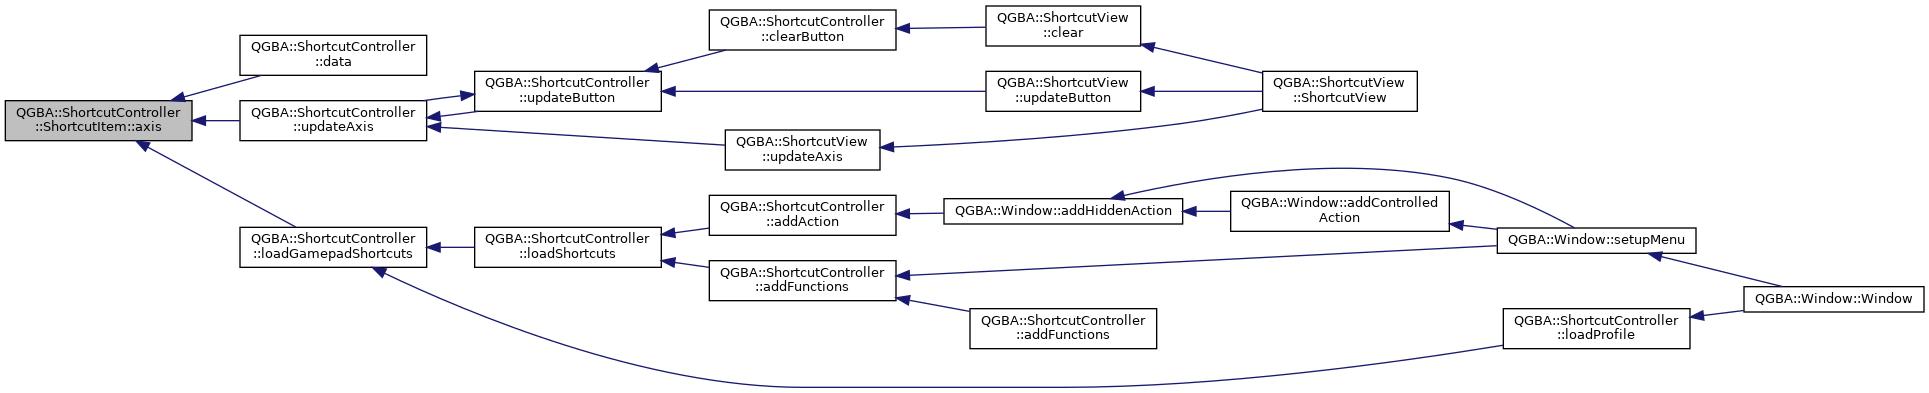 QGBA::ShortcutController
::ShortcutItem::axis
QGBA::ShortcutController
::data
QGBA::ShortcutController
::updateAxis
QGBA::ShortcutController
::loadGamepadShortcuts
QGBA::ShortcutController
::updateButton
QGBA::ShortcutController
::loadShortcuts
QGBA::ShortcutController
::clearButton
QGBA::ShortcutView
::updateAxis
QGBA::ShortcutController
::addAction
QGBA::ShortcutController
::addFunctions
QGBA::ShortcutView
::clear
QGBA::ShortcutView
::updateButton
QGBA::Window::addHiddenAction
QGBA::ShortcutController
::addFunctions
QGBA::ShortcutView
::ShortcutView
QGBA::Window::addControlled
Action
QGBA::Window::setupMenu
QGBA::ShortcutController
::loadProfile
QGBA::Window::Window